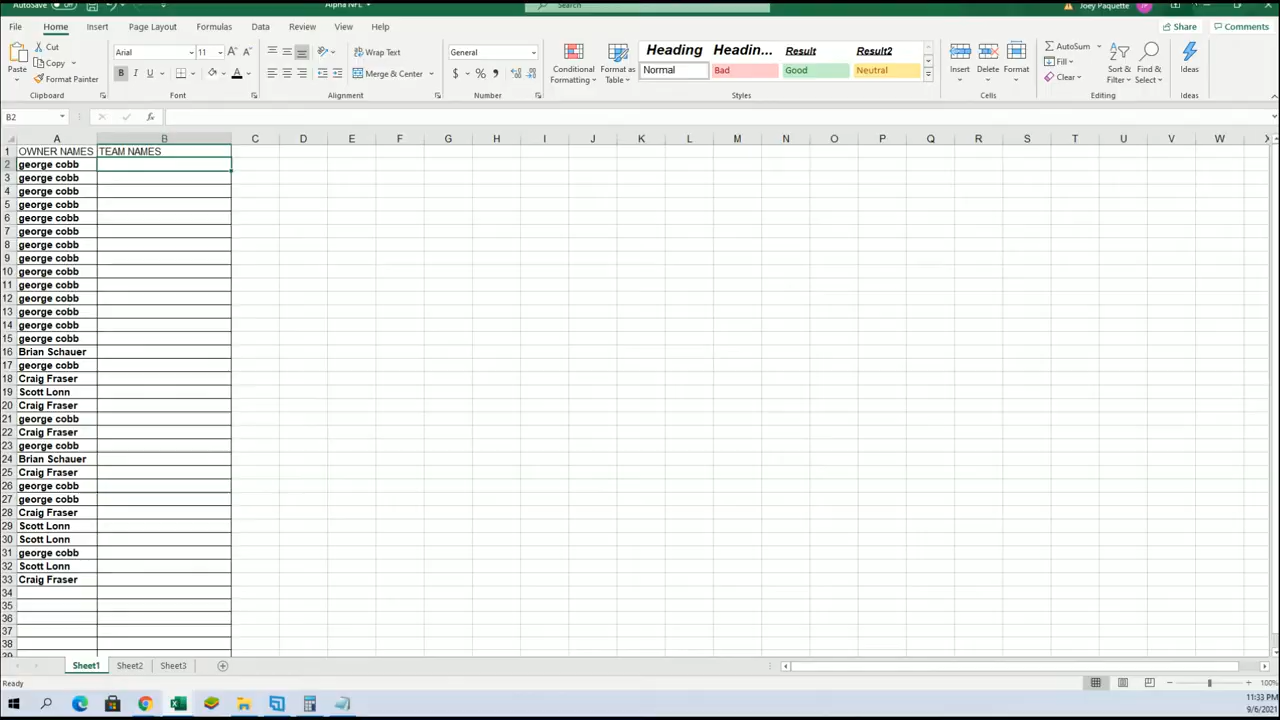 AutoSave Off Alpha NFL Search Joey Paquette JP
File Home Insert Page Layout Formulas Data Review View Help Share Comments
Paste Cut Copy Format Painter Clipboard
Arial 11 Font
Wrap Text Merge & Center Alignment
General $ % Number
Conditional Formatting Format as Table
Heading Headin... Result Result2
Normal Bad Good Neutral
Styles
Insert Delete Format Cells
AutoSum Fill Clear Sort & Filter Find & Select Editing
Ideas Ideas
B2 fx
A B C D E F G H I J K L M N O P Q R S T U V W X
1 OWNER NAMES TEAM NAMES
2 george cobb
3 george cobb
4 george cobb
5 george cobb
6 george cobb
7 george cobb
8 george cobb
9 george cobb
10 george cobb
11 george cobb
12 george cobb
13 george cobb
14 george cobb
15 george cobb
16 Brian Schauer
17 george cobb
18 Craig Fraser
19 Scott Lonn
20 Craig Fraser
21 george cobb
22 Craig Fraser
23 george cobb
24 Brian Schauer
25 Craig Fraser
26 george cobb
27 george cobb
28 Craig Fraser
29 Scott Lonn
30 Scott Lonn
31 george cobb
32 Scott Lonn
33 Craig Fraser
34
35
36
37
38
39
Sheet1 Sheet2 Sheet3
Ready 100%
11:33 PM
9/6/2021